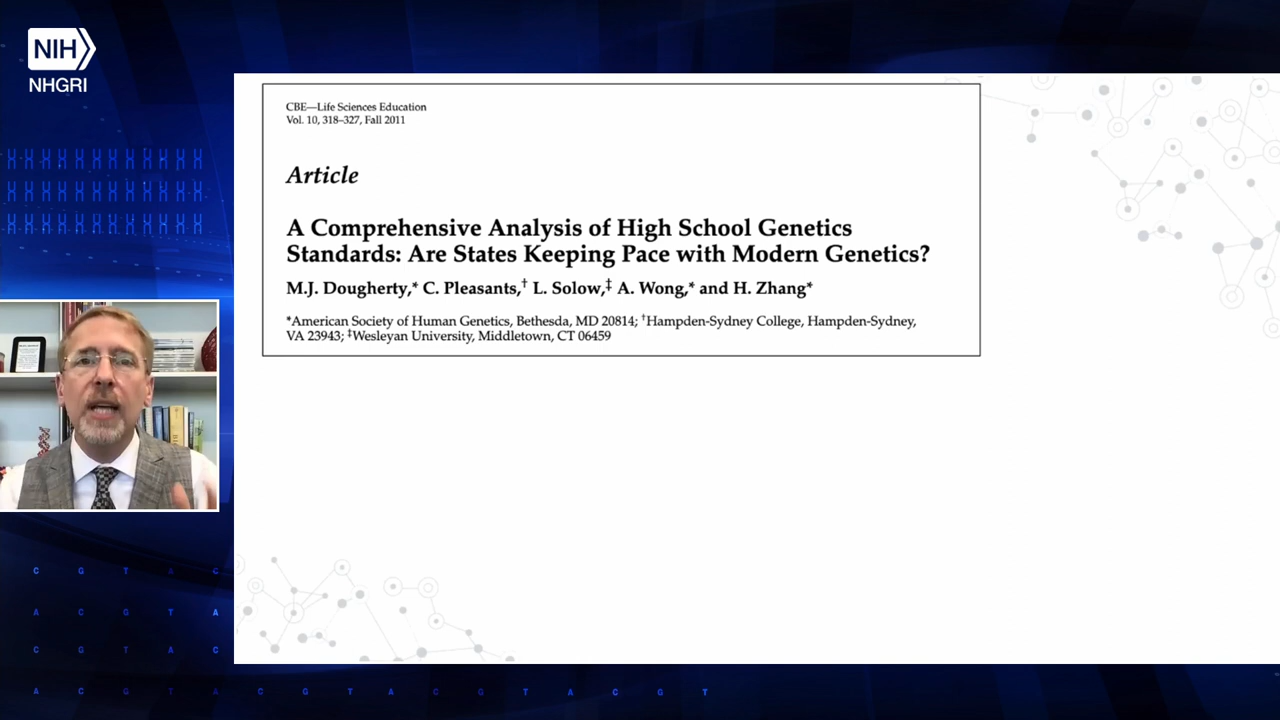 NIH
NHGRI
CBE—Life Sciences Education
Vol. 10, 318–327, Fall 2011
Article
A Comprehensive Analysis of High School Genetics
Standards: Are States Keeping Pace with Modern Genetics?
M.J. Dougherty,* C. Pleasants,† L. Solow,‡ A. Wong,* and H. Zhang*
*American Society of Human Genetics, Bethesda, MD 20814; †Hampden-Sydney College, Hampden-Sydney,
VA 23943; ‡Wesleyan University, Middletown, CT 06459
C G T A C
A C G T A
C G T A C
A C G T A C G T A C G T A C G T